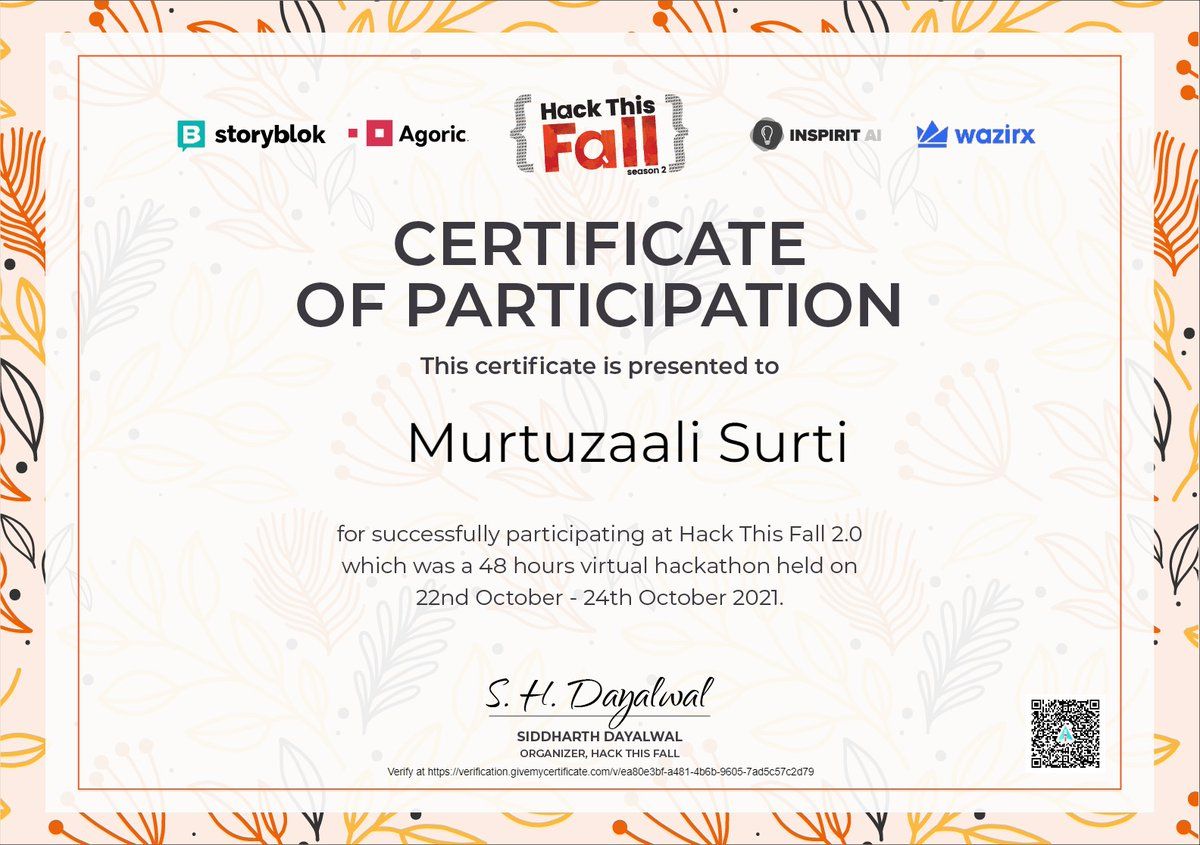 storyblok
Agoric
Hack This
Fall
season 2
INSPIRIT AI
wazirx
CERTIFICATE
OF PARTICIPATION
This certificate is presented to
Murtuzaali Surti
for successfully participating at Hack This Fall 2.0
which was a 48 hours virtual hackathon held on
22nd October - 24th October 2021.
S. H. Dayalwal
SIDDHARTH DAYALWAL
ORGANIZER, HACK THIS FALL
Verify at https://verification.givemycertificate.com/v/ea80e3bf-a481-4b6b-9605-7ad5c57c2d79